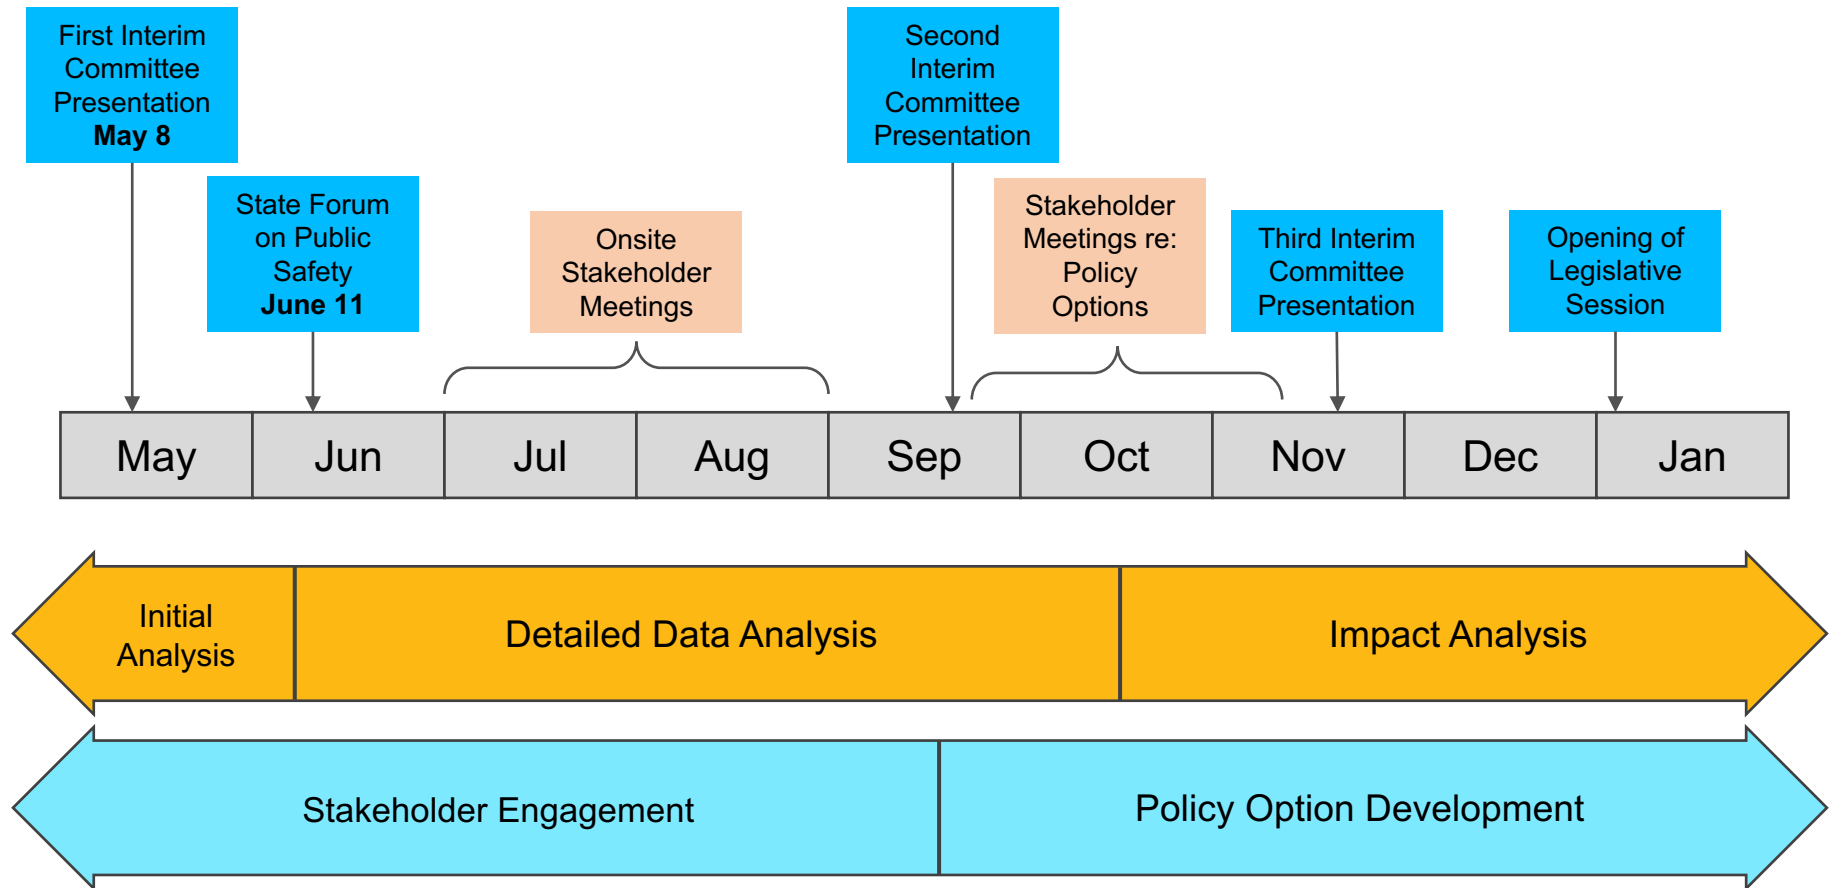 First Interim
Committee
Presentation
May 8
State Forum
on Public
Safety
June 11
Onsite
Stakeholder
Meetings
Second
Interim
Committee
Presentation
Stakeholder
Meetings re:
Policy
Options
Third Interim
Committee
Presentation
Opening of
Legislative
Session
May
Jun
Jul
Aug
Sep
Oct
Nov
Dec
Jan
Initial
Analysis
Detailed Data Analysis
Impact Analysis
Stakeholder Engagement
Policy Option Development